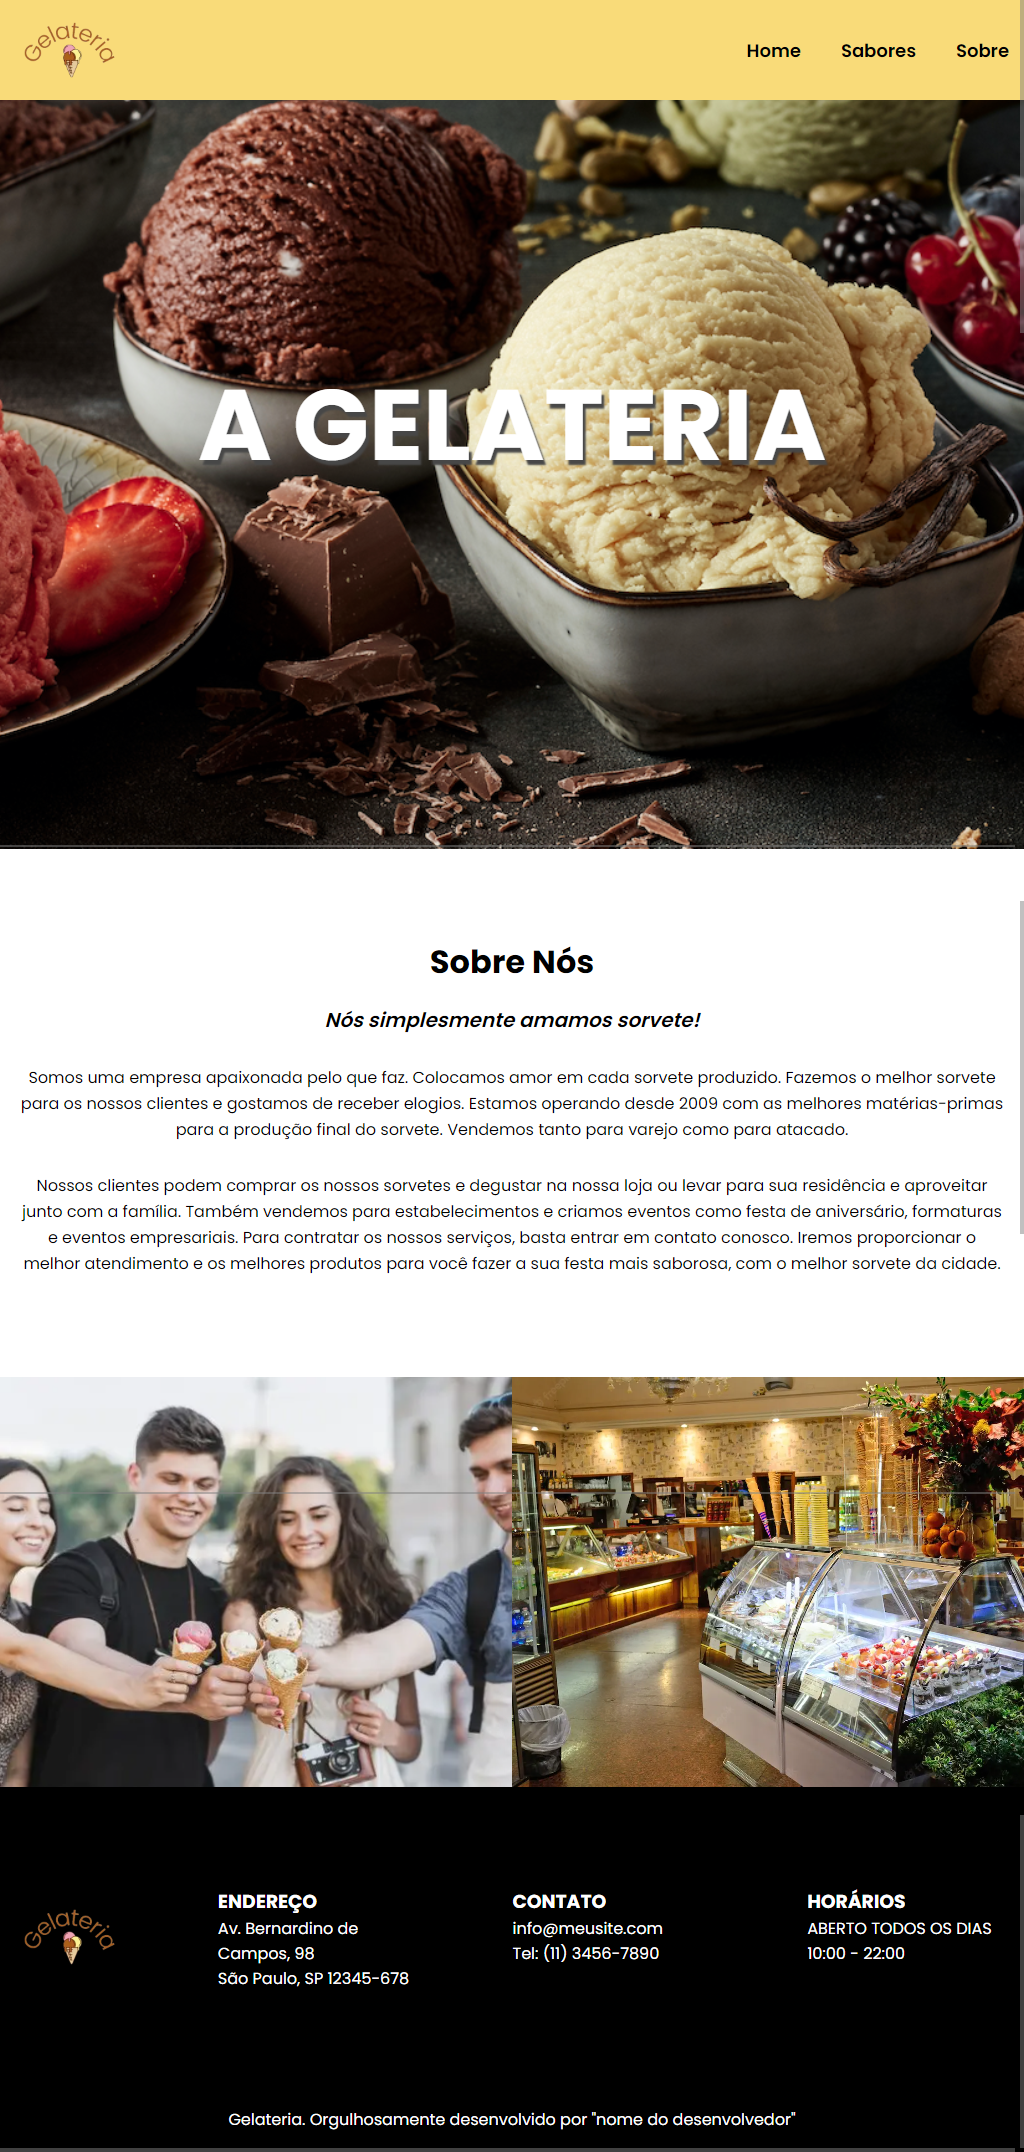 Gelateria
Home Sabores Sobre
A GELATERIA
Sobre Nós
Nós simplesmente amamos sorvete!
Somos uma empresa apaixonada pelo que faz. Colocamos amor em cada sorvete produzido. Fazemos o melhor sorvete
para os nossos clientes e gostamos de receber elogios. Estamos operando desde 2009 com as melhores matérias-primas
para a produção final do sorvete. Vendemos tanto para varejo como para atacado.
Nossos clientes podem comprar os nossos sorvetes e degustar na nossa loja ou levar para sua residência e aproveitar
junto com a família. Também vendemos para estabelecimentos e criamos eventos como festa de aniversário, formaturas
e eventos empresariais. Para contratar os nossos serviços, basta entrar em contato conosco. Iremos proporcionar o
melhor atendimento e os melhores produtos para você fazer a sua festa mais saborosa, com o melhor sorvete da cidade.
Gelateria
ENDEREÇO
Av. Bernardino de
Campos, 98
São Paulo, SP 12345-678
CONTATO
info@meusite.com
Tel: (11) 3456-7890
HORÁRIOS
ABERTO TODOS OS DIAS
10:00 - 22:00
Gelateria. Orgulhosamente desenvolvido por "nome do desenvolvedor"